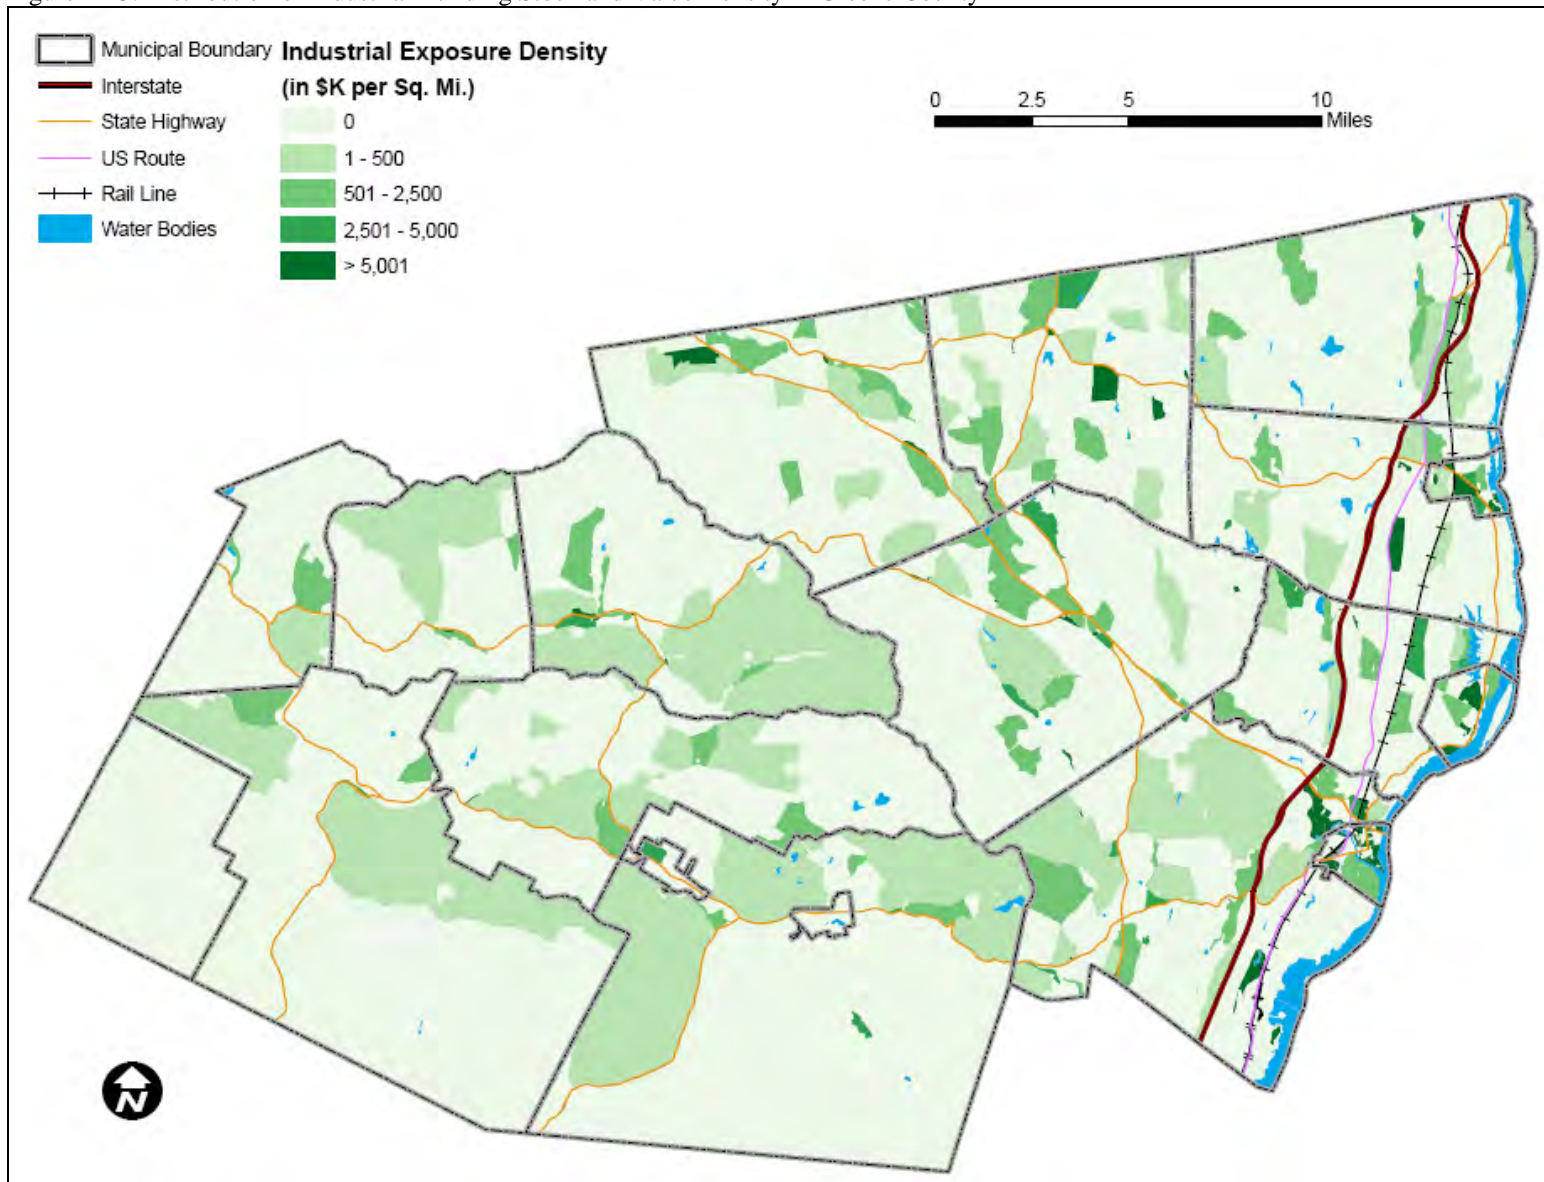 Municipal Boundary
Interstate
State Highway
US Route
Rail Line
Water Bodies
Industrial Exposure Density
(in $K per Sq. Mi.)
0
1 - 500
501 - 2,500
2,501 - 5,000
> 5,001
0 2.5 5 10
Miles
N